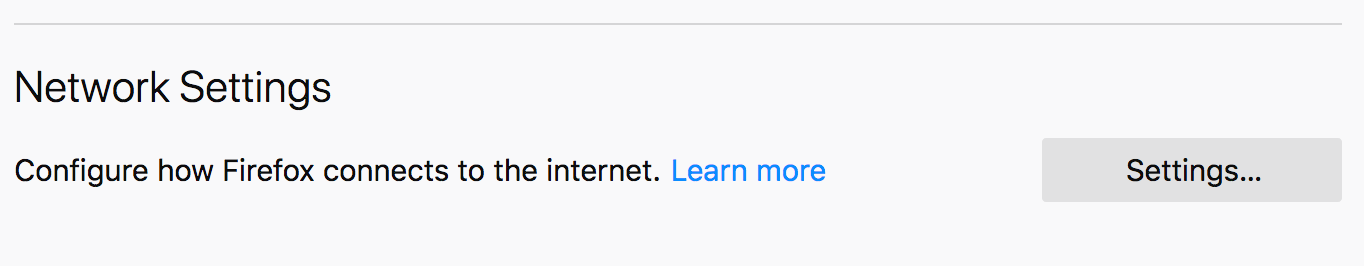 Network Settings
Configure how Firefox connects to the internet. Learn more Settings...